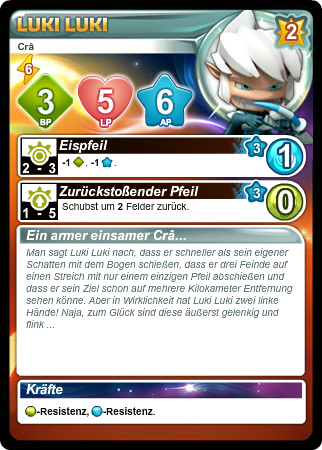 LUKI LUKI
2
Crâ
6
3
BP
5
LP
6
AP
Eispfeil
3
1
-1 . -1 .
2 - 3
Zurückstoßender Pfeil
3
0
Schubst um 2 Felder zurück.
1 - 5
Ein armer einsamer Crâ...
Man sagt Luki Luki nach, dass er schneller als sein eigener
Schatten mit dem Bogen schießen, dass er drei Feinde auf
einen Streich mit nur einem einzigen Pfeil abschießen und
dass er sein Ziel schon auf mehrere Kilokameter Entfernung
sehen könne. Aber in Wirklichkeit hat Luki Luki zwei linke
Hände! Naja, zum Glück sind diese äußerst gelenkig und
flink ...
Kräfte
-Resistenz, -Resistenz.